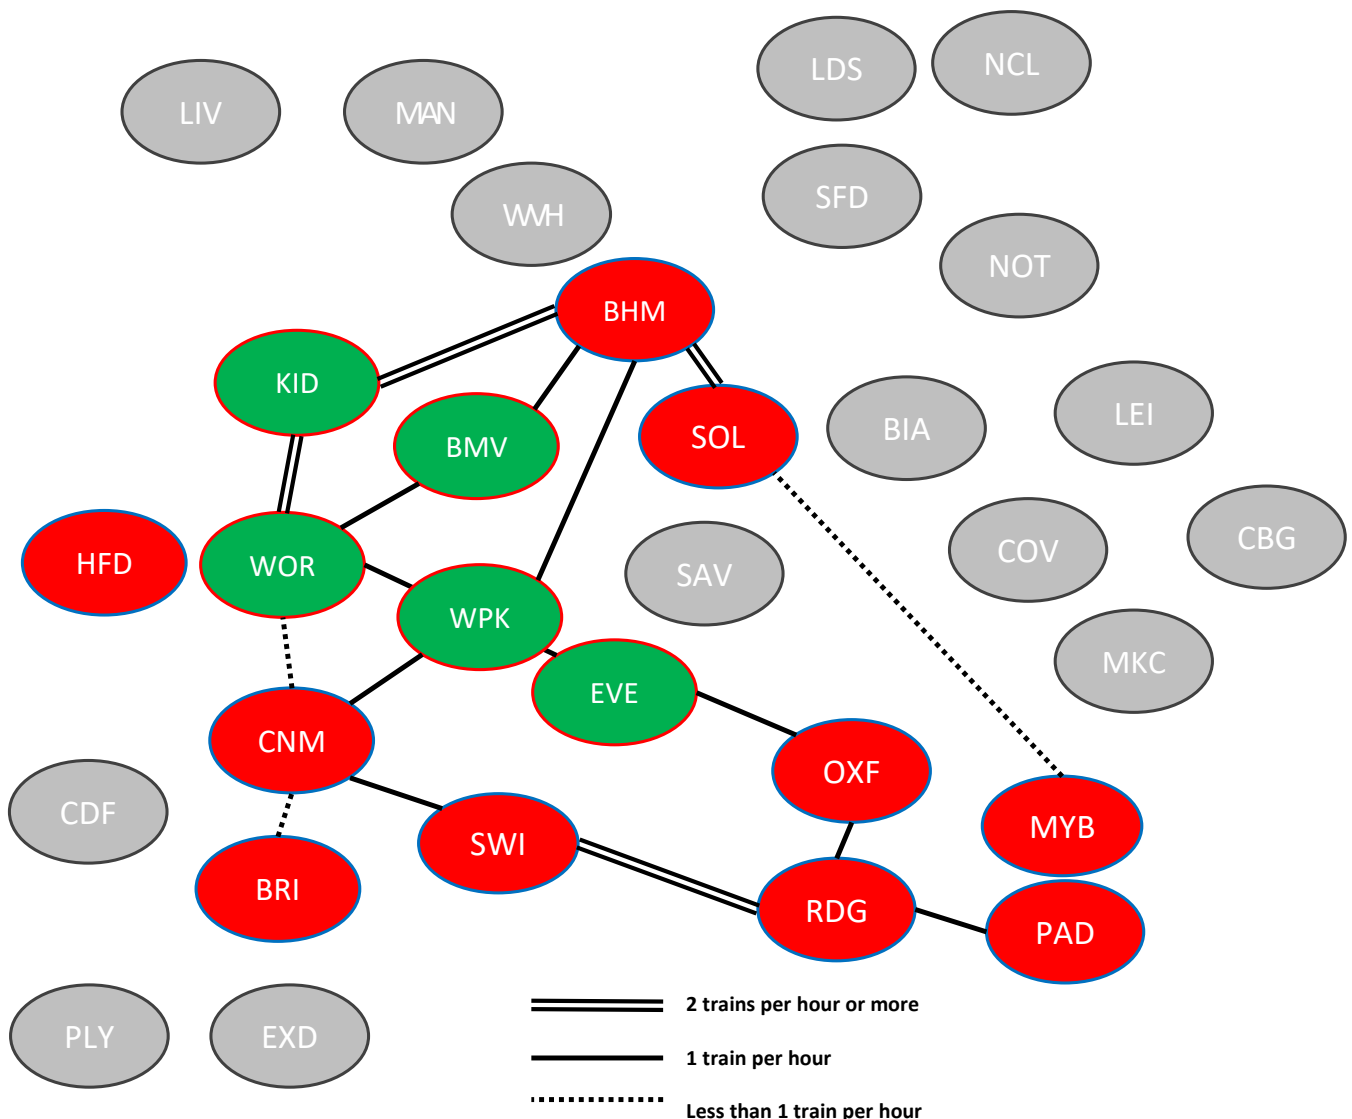 LDS
NCL
LIV
MAN
WWH
SFD
NOT
BHM
KID
BMV
SOL
BIA
LEI
HFD
WOR
SAV
COV
CBG
WPK
EVE
MKC
CNM
OXF
CDF
SWI
MYB
BRI
RDG
PAD
PLY
EXD
2 trains per hour or more
1 train per hour
Less than 1 train per hour